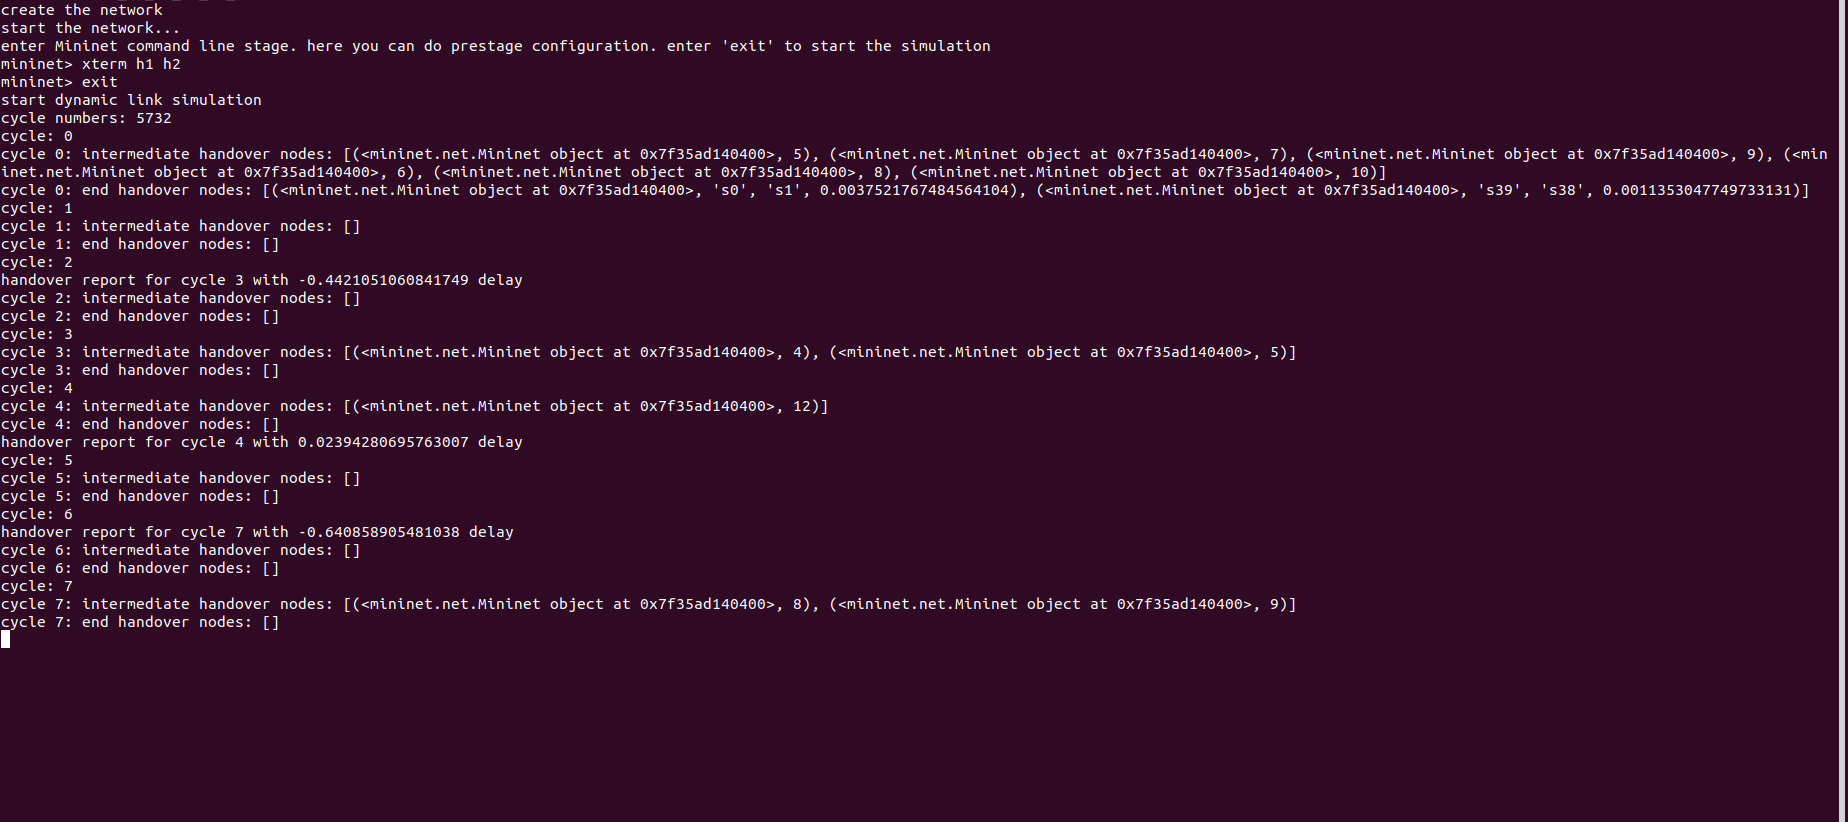 create the network
start the network...
enter Mininet command line stage. here you can do prestage configuration. enter 'exit' to start the simulation
mininet> xterm h1 h2
mininet> exit
start dynamic link simulation
cycle numbers: 5732
cycle: 0
cycle 0: intermediate handover nodes: [(<mininet.net.Mininet object at 0x7f35ad140400>, 5), (<mininet.net.Mininet object at 0x7f35ad140400>, 7), (<mininet.net.Mininet object at 0x7f35ad140400>, 9), (<min
inet.net.Mininet object at 0x7f35ad140400>, 6), (<mininet.net.Mininet object at 0x7f35ad140400>, 8), (<mininet.net.Mininet object at 0x7f35ad140400>, 10)]
cycle 0: end handover nodes: [(<mininet.net.Mininet object at 0x7f35ad140400>, 's0', 's1', 0.0037521767484564104), (<mininet.net.Mininet object at 0x7f35ad140400>, 's39', 's38', 0.0011353047749733131)]
cycle: 1
cycle 1: intermediate handover nodes: []
cycle 1: end handover nodes: []
cycle: 2
handover report for cycle 3 with -0.4421051060841749 delay
cycle 2: intermediate handover nodes: []
cycle 2: end handover nodes: []
cycle: 3
cycle 3: intermediate handover nodes: [(<mininet.net.Mininet object at 0x7f35ad140400>, 4), (<mininet.net.Mininet object at 0x7f35ad140400>, 5)]
cycle 3: end handover nodes: []
cycle: 4
cycle 4: intermediate handover nodes: [(<mininet.net.Mininet object at 0x7f35ad140400>, 12)]
cycle 4: end handover nodes: []
handover report for cycle 4 with 0.02394280695763007 delay
cycle: 5
cycle 5: intermediate handover nodes: []
cycle 5: end handover nodes: []
cycle: 6
handover report for cycle 7 with -0.640858905481038 delay
cycle 6: intermediate handover nodes: []
cycle 6: end handover nodes: []
cycle: 7
cycle 7: intermediate handover nodes: [(<mininet.net.Mininet object at 0x7f35ad140400>, 8), (<mininet.net.Mininet object at 0x7f35ad140400>, 9)]
cycle 7: end handover nodes: []